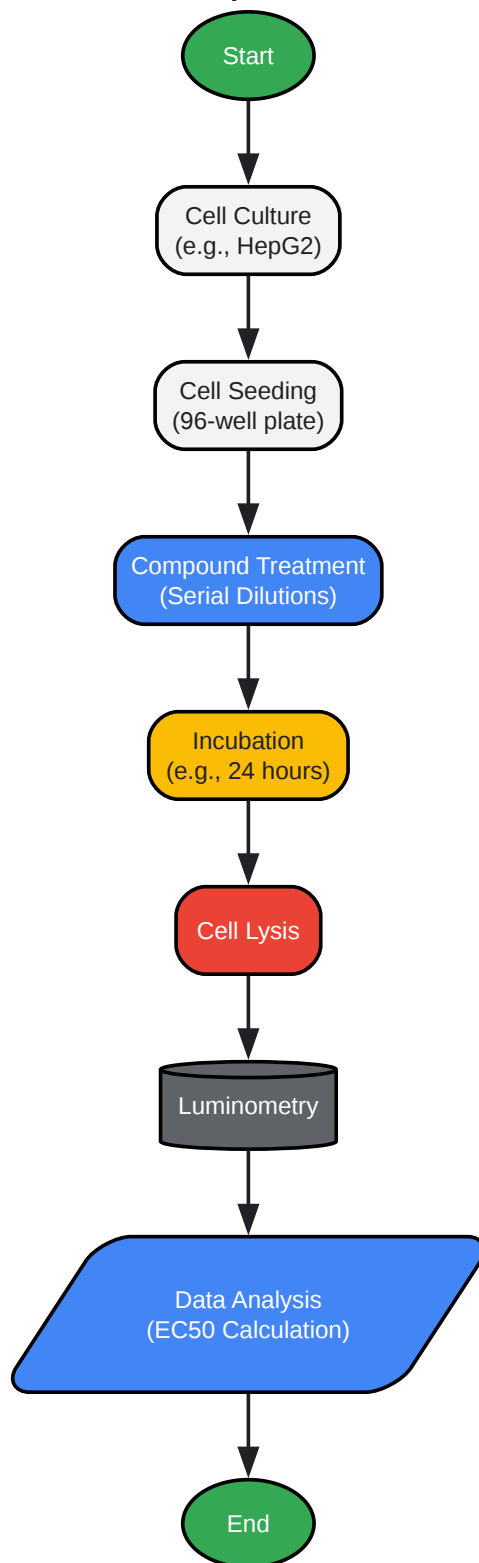 Start
Cell Culture
(e.g., HepG2)
Cell Seeding
(96-well plate)
Compound Treatment
(Serial Dilutions)
Incubation
(e.g., 24 hours)
Cell Lysis
Luminometry
Data Analysis
(EC50 Calculation)
End